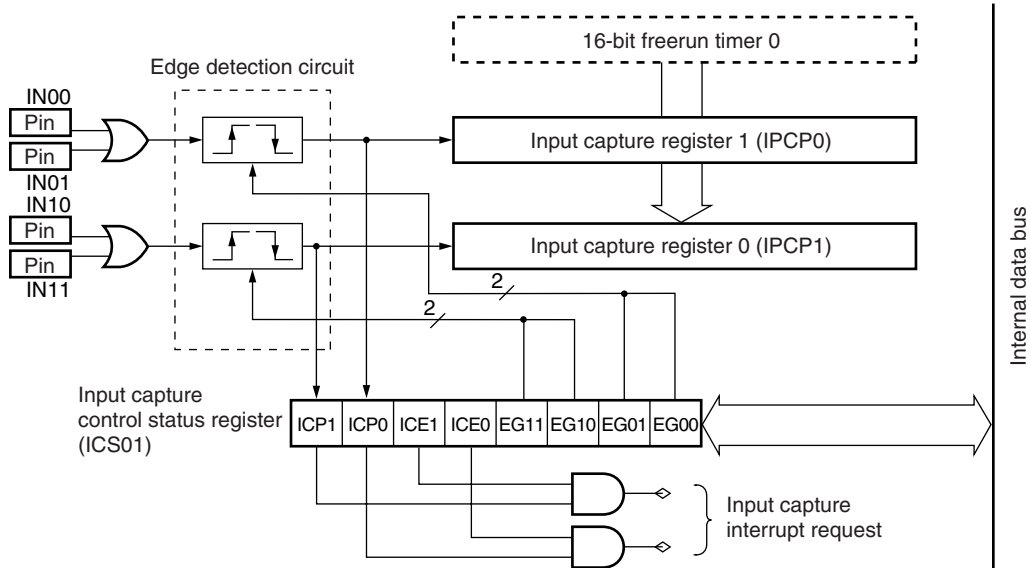 16-bit freerun timer 0
Edge detection circuit
IN00
Pin
Pin
IN01
Input capture register 1 (IPCP0)
IN10
Pin
Pin
IN11
Input capture register 0 (IPCP1)
2
2
Internal data bus
Input capture
control status register
(ICS01)
ICP1 ICP0 ICE1 ICE0 EG11 EG10 EG01 EG00
Input capture
interrupt request